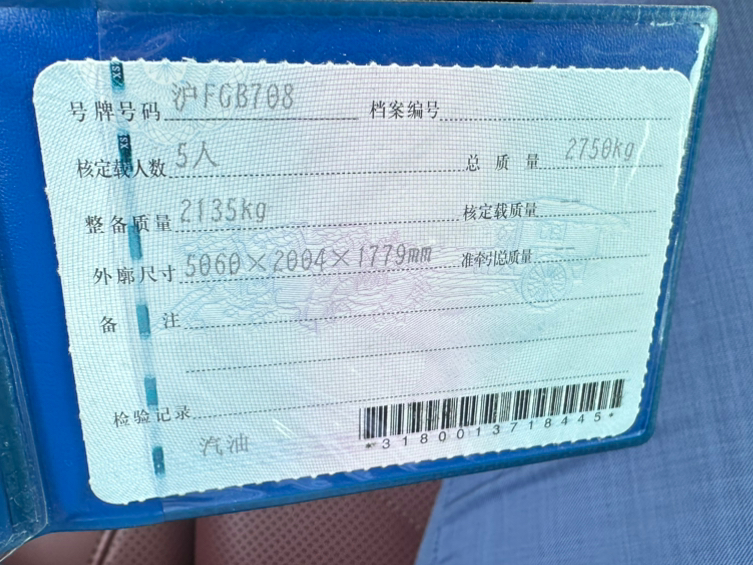 号牌号码 沪FGB708 档案编号
核定载人数 5人 总质量 2750kg
整备质量 2135kg 核定载质量 --
外廓尺寸 5060×2004×1779mm 准牵引总质量 --
备注
检验记录
汽油
*3180013718445*